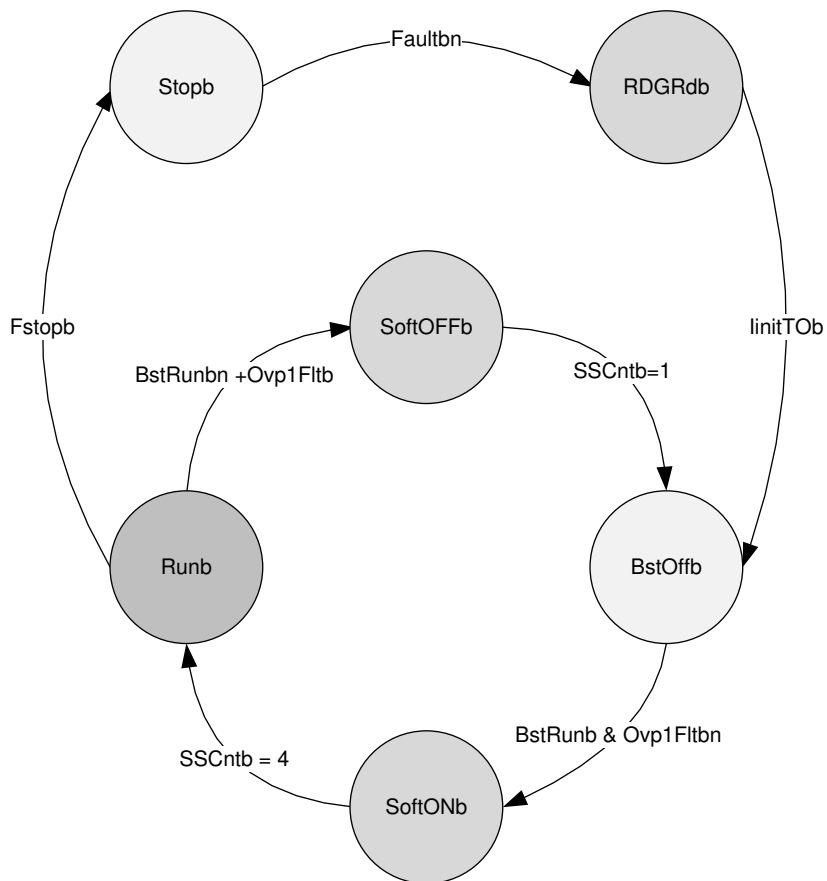 Faultbn
Stopb
RDGRdb
Fstopb
SoftOFFb
IinitTOb
BstRunbn +Ovp1Fltb
SSCntb=1
Runb
BstOffb
BstRunb & Ovp1Fltbn
SSCntb = 4
SoftONb